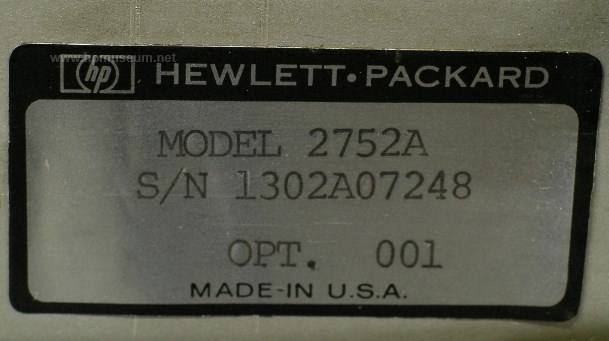 www.hpmuseum.net
hp HEWLETT•PACKARD
MODEL 2752A
S/N 1302A07248
OPT. 001
MADE-IN U.S.A.